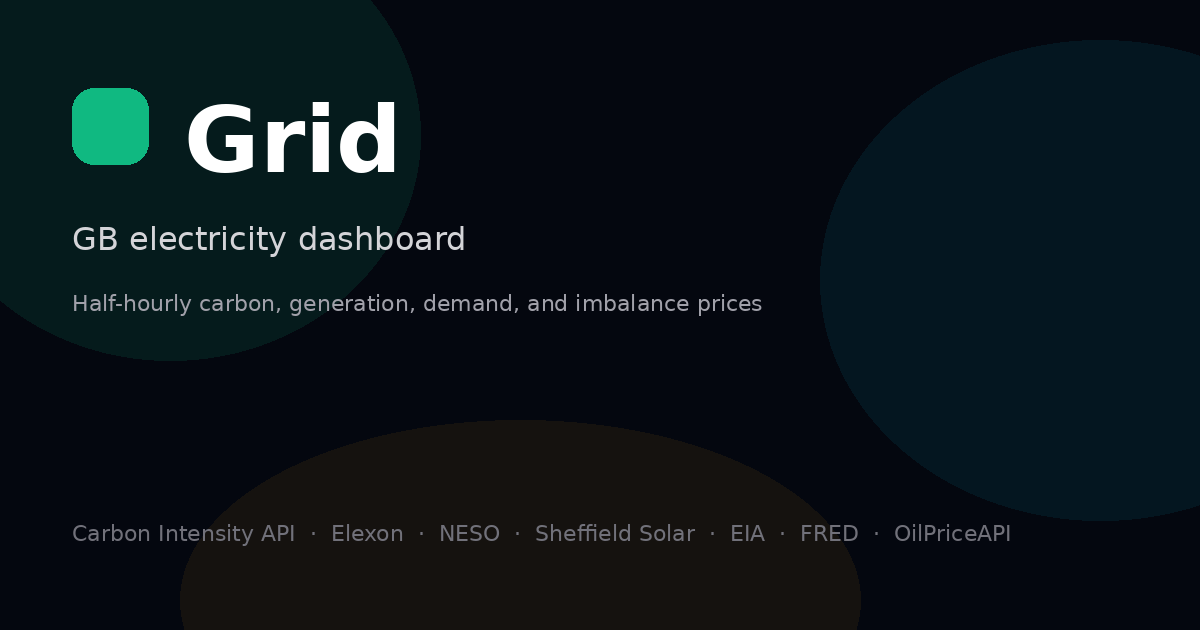 Grid
GB electricity dashboard
Half-hourly carbon, generation, demand, and imbalance prices
Carbon Intensity API · Elexon · NESO · Sheffield Solar · EIA · FRED · OilPriceAPI